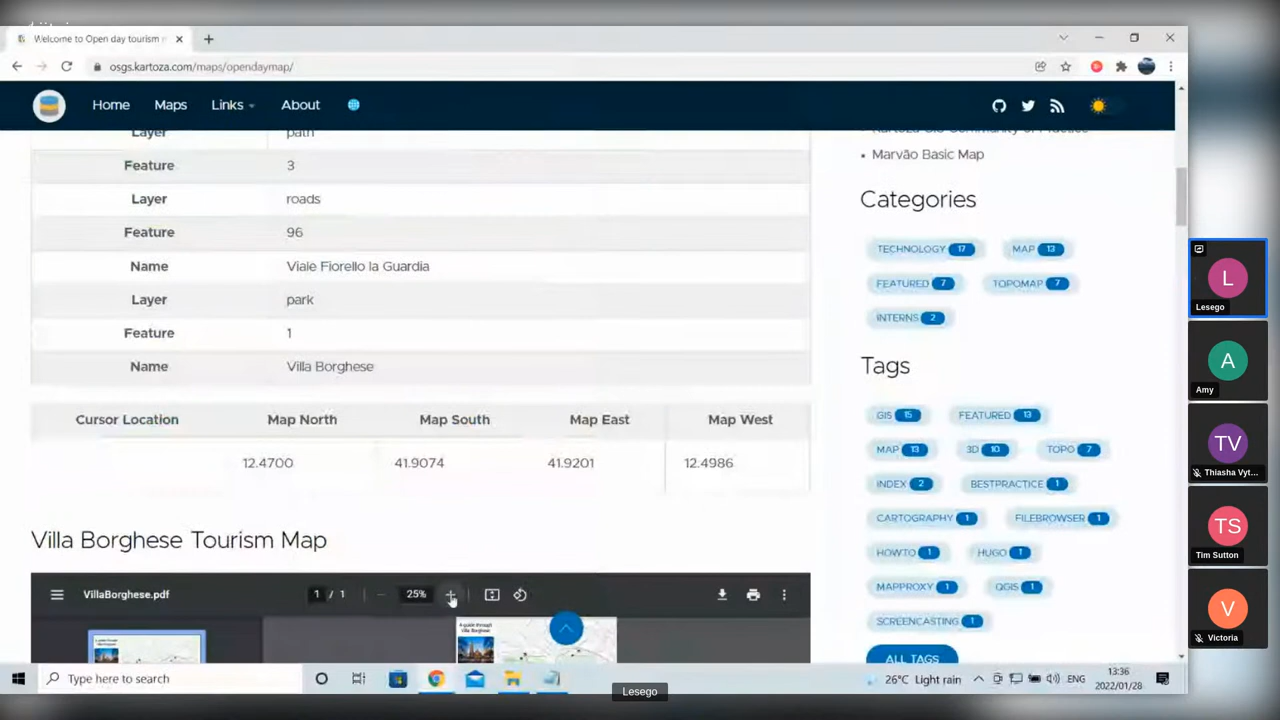 Welcome to Open day tourism
osgs.kartoza.com/maps/opendaymap/
Home
Maps
Links
About
Layer path
Feature 3
Layer roads
Feature 96
Name Viale Fiorello la Guardia
Layer park
Feature 1
Name Villa Borghese
Cursor Location Map North Map South Map East Map West
12.4700 41.9074 41.9201 12.4986
Villa Borghese Tourism Map
VillaBorghese.pdf
1 / 1
25%
A guide through
Villa Borghese
Marvão Basic Map
Categories
TECHNOLOGY 17
MAP 13
FEATURED 7
TOPOMAP 7
INTERNS 2
Tags
GIS 15
FEATURED 13
MAP 13
3D 10
TOPO 7
INDEX 2
BESTPRACTICE 1
CARTOGRAPHY 1
FILEBROWSER 1
HOWTO 1
HUGO 1
MAPPROXY 1
QGIS 1
SCREENCASTING 1
ALL TAGS
Type here to search
26°C Light rain
ENG
13:36
2022/01/28
Lesego
L
Lesego
A
Amy
TV
Thiasha Vyt...
TS
Tim Sutton
V
Victoria